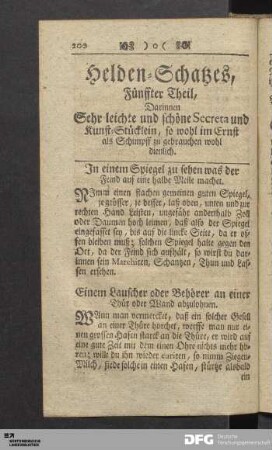 200 )o(
Helden-Schatzes,
Fünffter Theil,
Darinnen
Sehr leichte und schöne Secreta und
Kunst-Stücklein, so wohl im Ernst
als Schimpff zu gebrauchen wohl
dienlich.
In einem Spiegel zu sehen was der
Feind auf eine halbe Meile machet.
NImm einen flachen gemeinen guten Spiegel,
je grösser, je besser, laß oben, unten und zur
rechten Hand Leisten, ungefähr anderthalb Zoll
oder Daumen hoch leimen, daß also der Spiegel
eingefasset sey, bis auf die lincke Seite, da er of-
fen bleiben muß; solchen Spiegel halte gegen den
Ort, da der Feind sich aufhält, so wirst du dar-
innen sein Marchiren, Schantzen, Thun und Las-
sen ersehen.
Einem Lauscher oder Behörer an einer
Thür oder Wand abzulohnen.
WAnn man vermercket, daß ein solcher Gesell
an einer Thüre horchet, werffe man nur ei-
nen grossen Hafen starck an die Thüre, er wird auf
eine gute Zeit mit dem einen Ohre nichts mehr hö-
ren; wilt du ihn wieder so nimm Ziegen-
Milch, siede solche in einen Hafen, stürtze alsbald
ein
DFG
Deutsche
Forschungsgemeinschaft